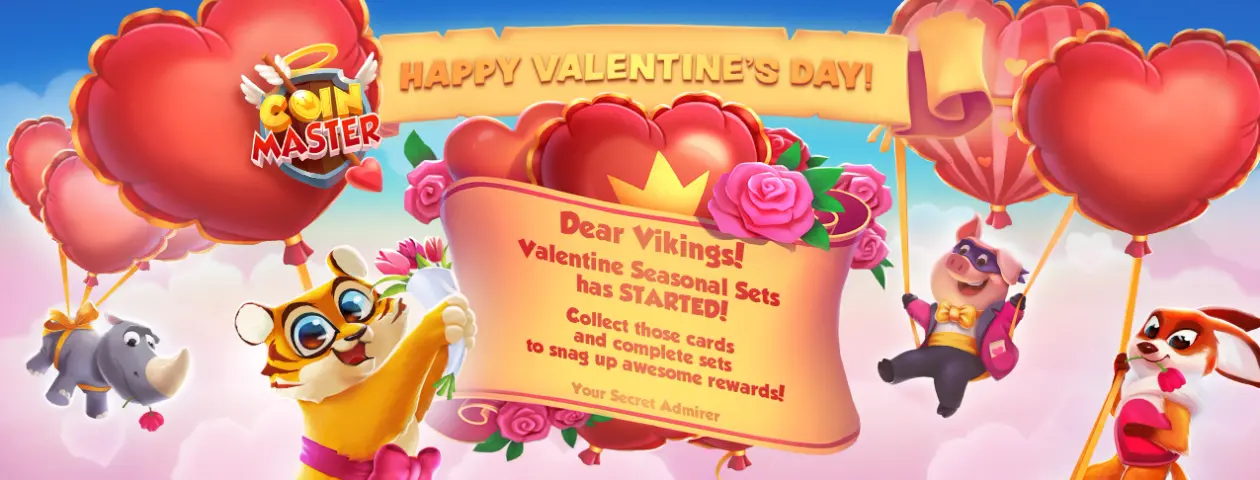 COIN
MASTER
HAPPY VALENTINE'S DAY!
Dear Vikings!
Valentine Seasonal Sets
has STARTED!
Collect those cards
and complete sets
to snag up awesome rewards!
Your Secret Admirer